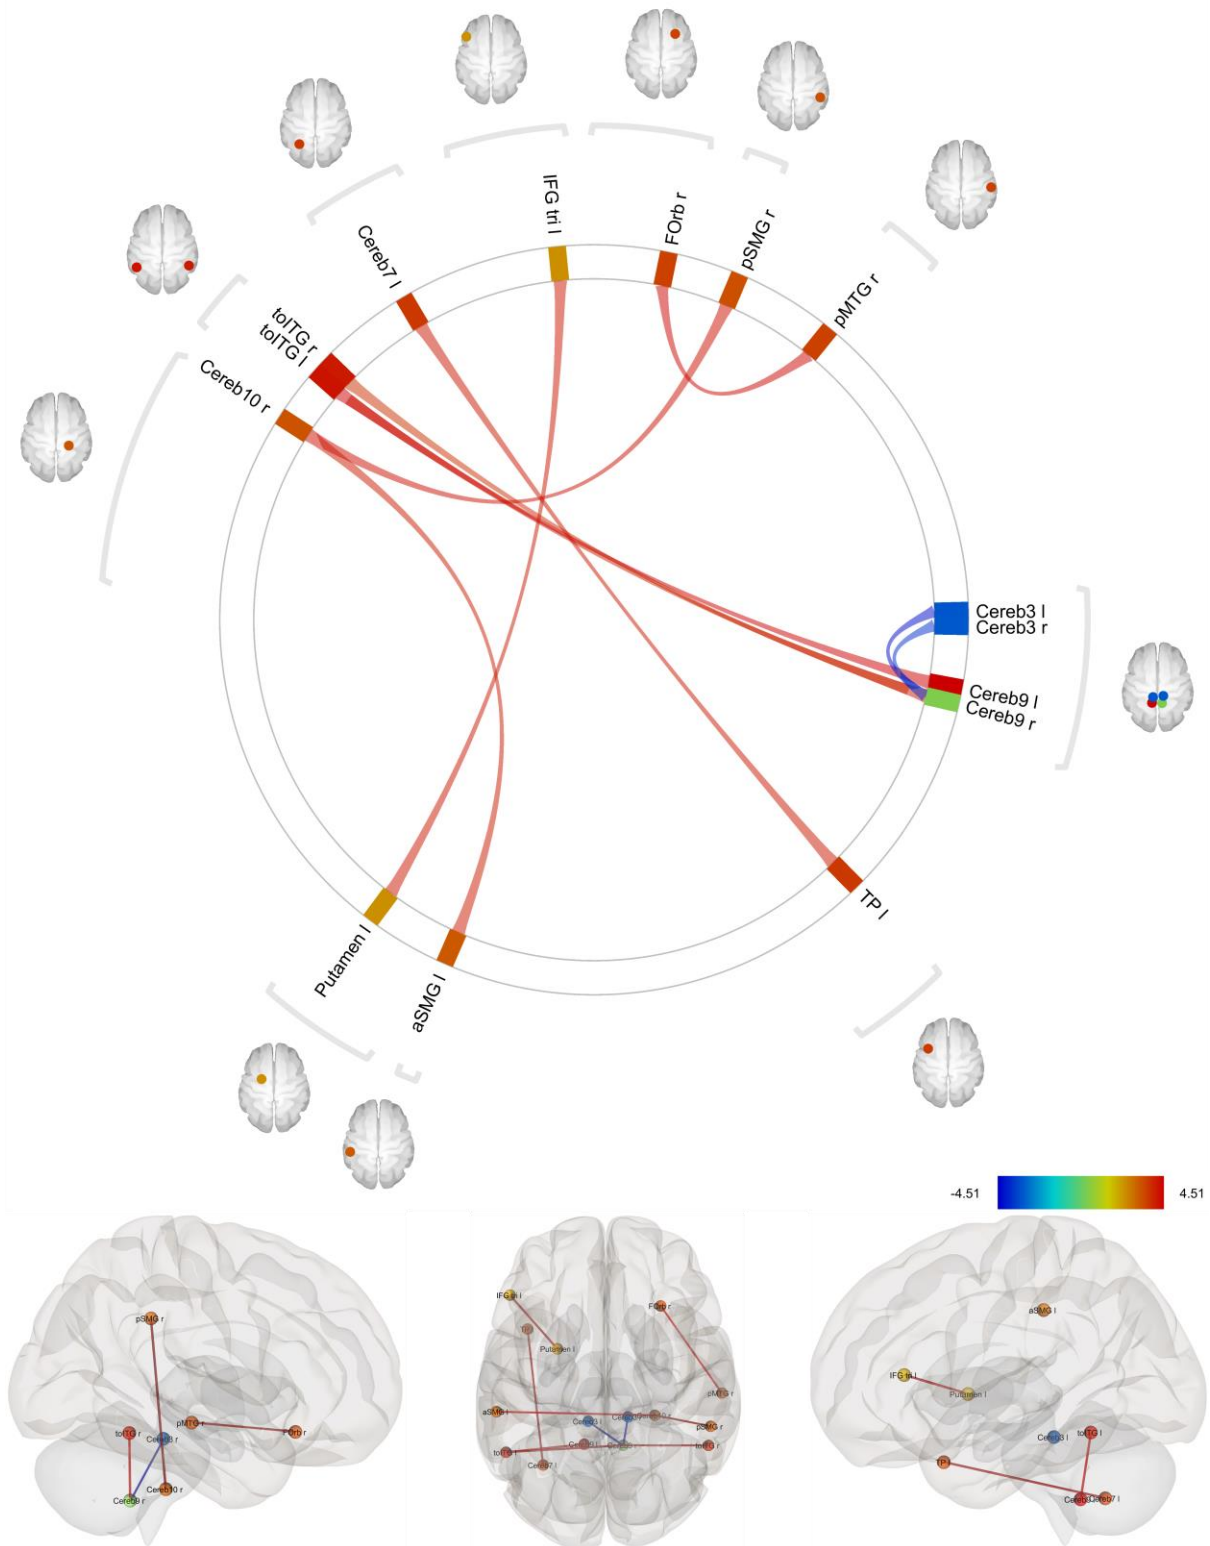 IFG tri l
FOrb r
pSMG r
pMTG r
Cereb7 l
toITG r
toITG l
Cereb10 r
Cereb3 l
Cereb3 r
Cereb9 l
Cereb9 r
TP l
Putamen l
aSMG l
-4.51
4.51
pSMG r
pMTG r
FOrb r
toITG r
Cereb3 r
Cereb10 r
Cereb9 r
IFG tri l
FOrb r
Putamen l
pMTG r
aSMG l
Cereb3 l
pSMG r
toITG l
toITG r
Cereb7 l
aSMG l
IFG tri l
Putamen l
toITG l
Cereb3 l
TP l
Cereb7 l